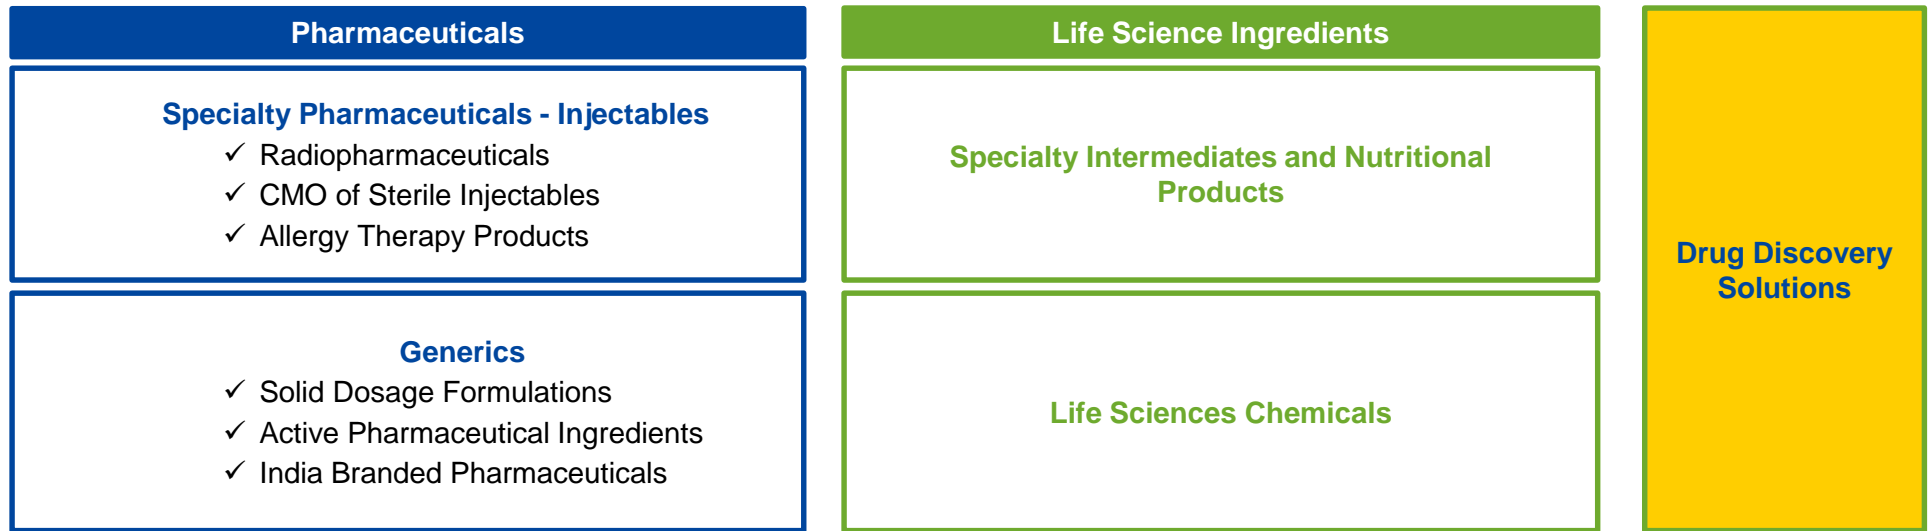 Pharmaceuticals
Specialty Pharmaceuticals - Injectables
✓ Radiopharmaceuticals
✓ CMO of Sterile Injectables
✓ Allergy Therapy Products
Generics
✓ Solid Dosage Formulations
✓ Active Pharmaceutical Ingredients
✓ India Branded Pharmaceuticals
Life Science Ingredients
Specialty Intermediates and Nutritional
Products
Life Sciences Chemicals
Drug Discovery
Solutions